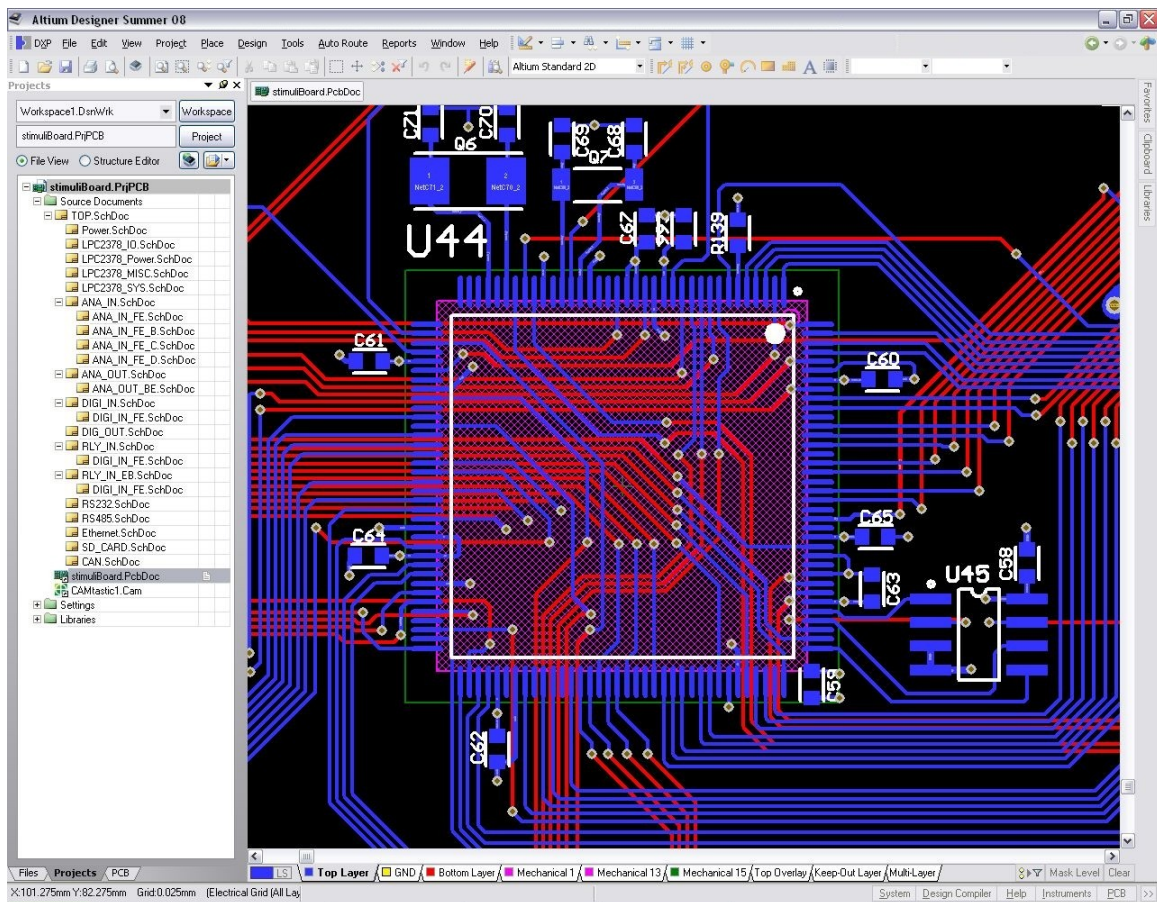 Altium Designer Summer 08
DXP File Edit View Project Place Design Tools Auto Route Reports Window Help
Altium Standard 2D
Projects
stimuliBoard.PcbDoc
Workspace1.DsnWrk Workspace
stimuliBoard.PrjPCB Project
File View Structure Editor
stimuliBoard.PrjPCB
Source Documents
TOP.SchDoc
Power.SchDoc
LPC2378_IO.SchDoc
LPC2378_Power.SchDoc
LPC2378_MISC.SchDoc
LPC2378_SYS.SchDoc
ANA_IN.SchDoc
ANA_IN_FE.SchDoc
ANA_IN_FE_B.SchDoc
ANA_IN_FE_C.SchDoc
ANA_IN_FE_D.SchDoc
ANA_OUT.SchDoc
ANA_OUT_BE.SchDoc
DIGI_IN.SchDoc
DIGI_IN_FE.SchDoc
DIG_OUT.SchDoc
RLY_IN.SchDoc
DIGI_IN_FE.SchDoc
RLY_IN_EB.SchDoc
DIGI_IN_FE.SchDoc
RS232.SchDoc
RS485.SchDoc
Ethernet.SchDoc
SD_CARD.SchDoc
CAN.SchDoc
stimuliBoard.PcbDoc
CAMtastic1.Cam
Settings
Libraries
Favorites
Clipboard
Libraries
C71
C70
C69
C68
Q6
Q7
1
NetC71_2
2
NetC70_2
U44
C67
R139
C61
C60
C64
C65
C63
U45
C58
C59
C62
Files Projects PCB
LS Top Layer GND Bottom Layer Mechanical 1 Mechanical 13 Mechanical 15 Top Overlay Keep-Out Layer Multi-Layer
Mask Level Clear
X:101.275mm Y:82.275mm Grid:0.025mm (Electrical Grid (All Lay
System Design Compiler Help Instruments PCB >>